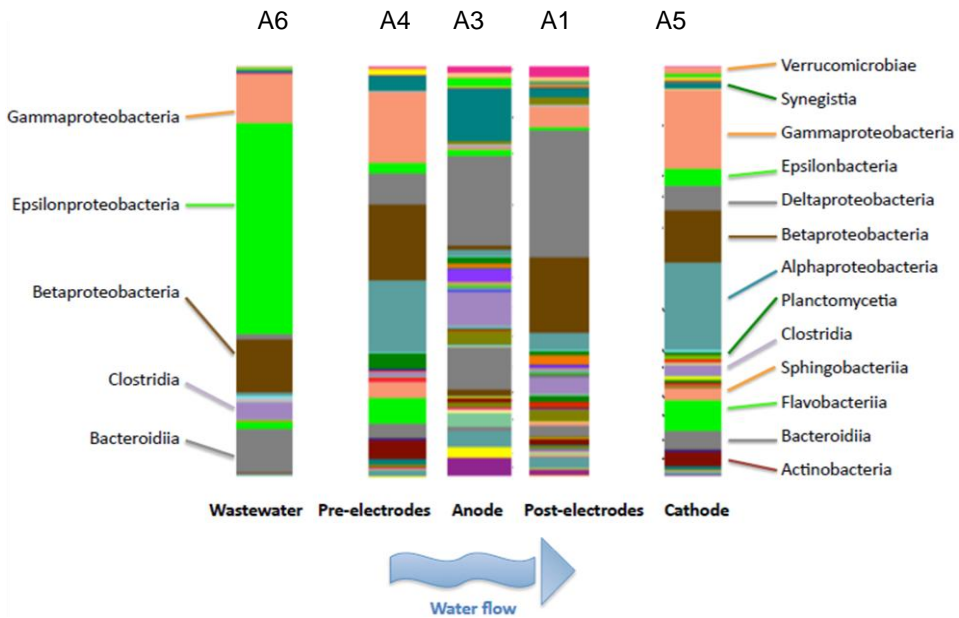 A6 A4 A3 A1 A5
Gammaproteobacteria
Epsilonproteobacteria
Betaproteobacteria
Clostridia
Bacteroidiia
Verrucomicrobiae
Synegistia
Gammaproteobacteria
Epsilonbacteria
Deltaproteobacteria
Betaproteobacteria
Alphaproteobacteria
Planctomycetia
Clostridia
Sphingobacteriia
Flavobacteriia
Bacteroidiia
Actinobacteria
Wastewater Pre-electrodes Anode Post-electrodes Cathode
Water flow